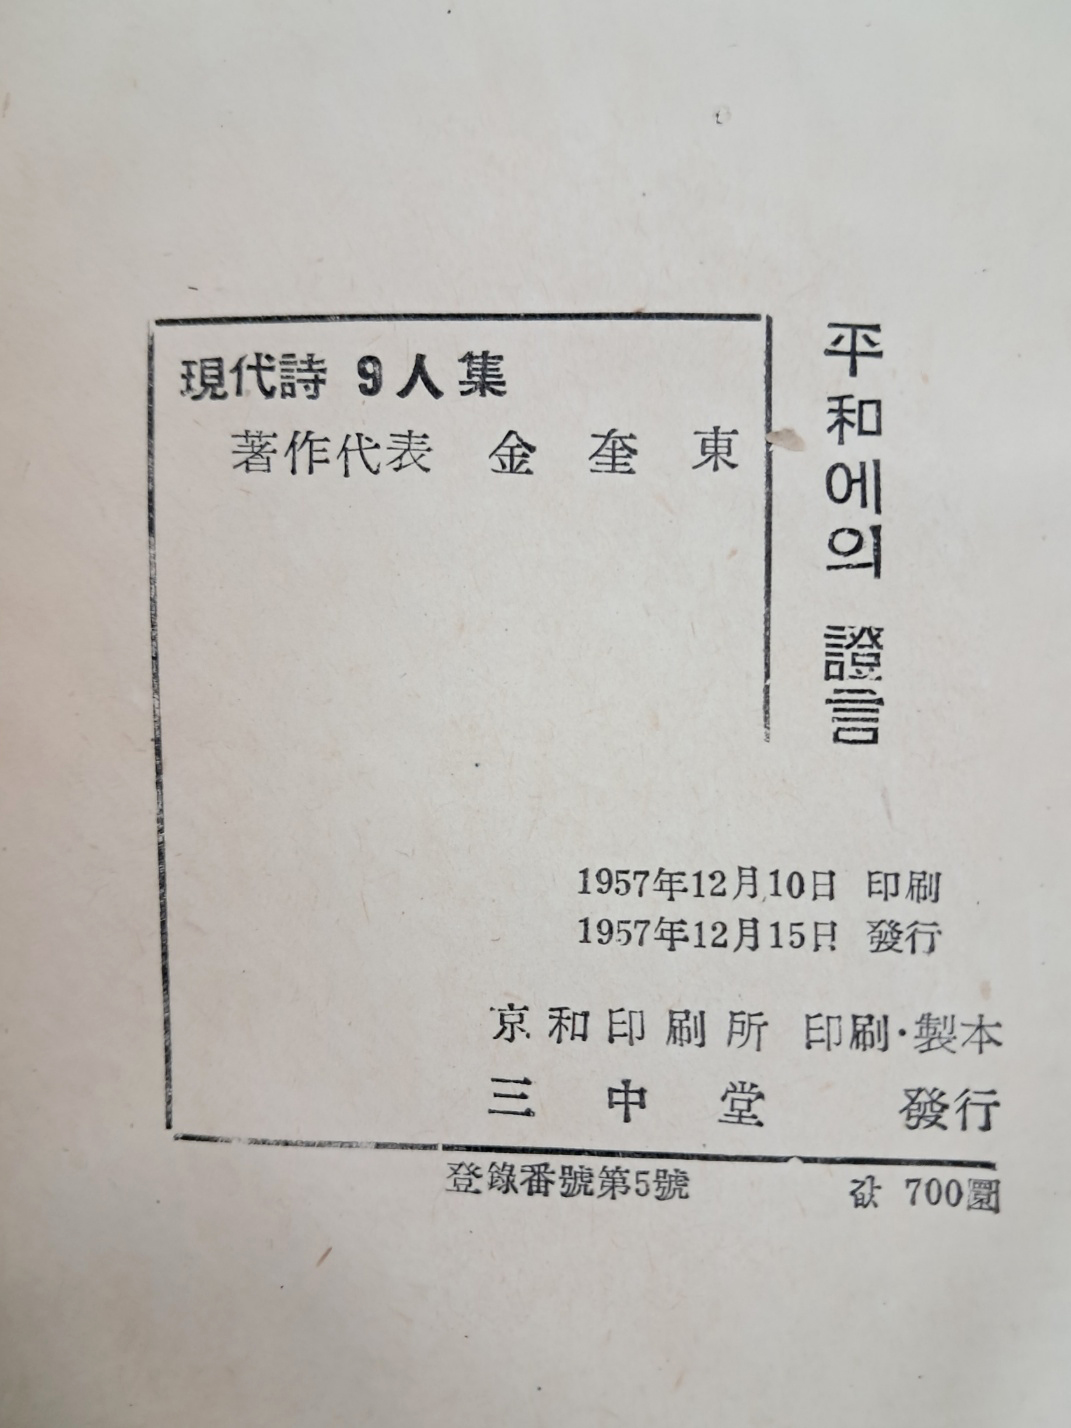 平和에의 證言
現代詩 9人集
著作代表 金 奎 東
1957年12月10日 印刷
1957年12月15日 發行
京和印刷所 印刷·製本
三中堂 發行
登錄番號第5號 값 700圜